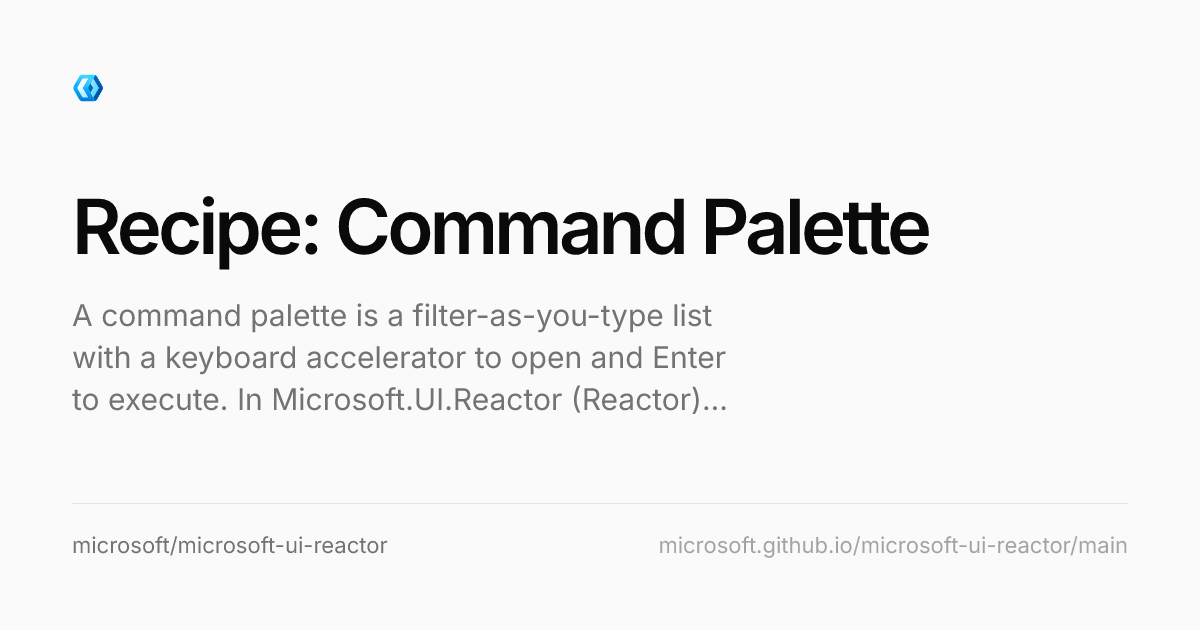 Recipe: Command Palette
A command palette is a filter-as-you-type list
with a keyboard accelerator to open and Enter
to execute. In Microsoft.UI.Reactor (Reactor)...
microsoft/microsoft-ui-reactor
microsoft.github.io/microsoft-ui-reactor/main